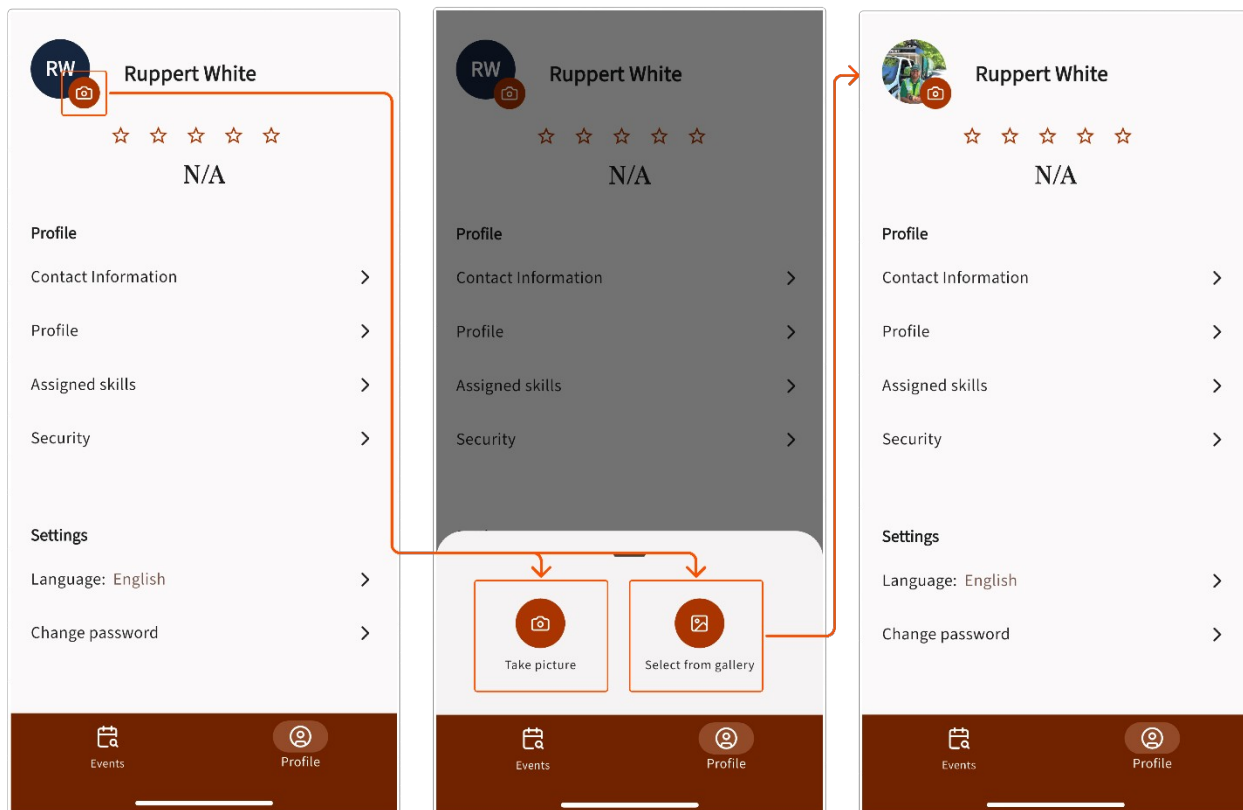 RW
Ruppert White
N/A
Profile
Contact Information
Profile
Assigned skills
Security
Settings
Language: English
Change password
Events
Profile
RW
Ruppert White
N/A
Profile
Contact Information
Profile
Assigned skills
Security
Take picture
Select from gallery
Events
Profile
Ruppert White
N/A
Profile
Contact Information
Profile
Assigned skills
Security
Settings
Language: English
Change password
Events
Profile